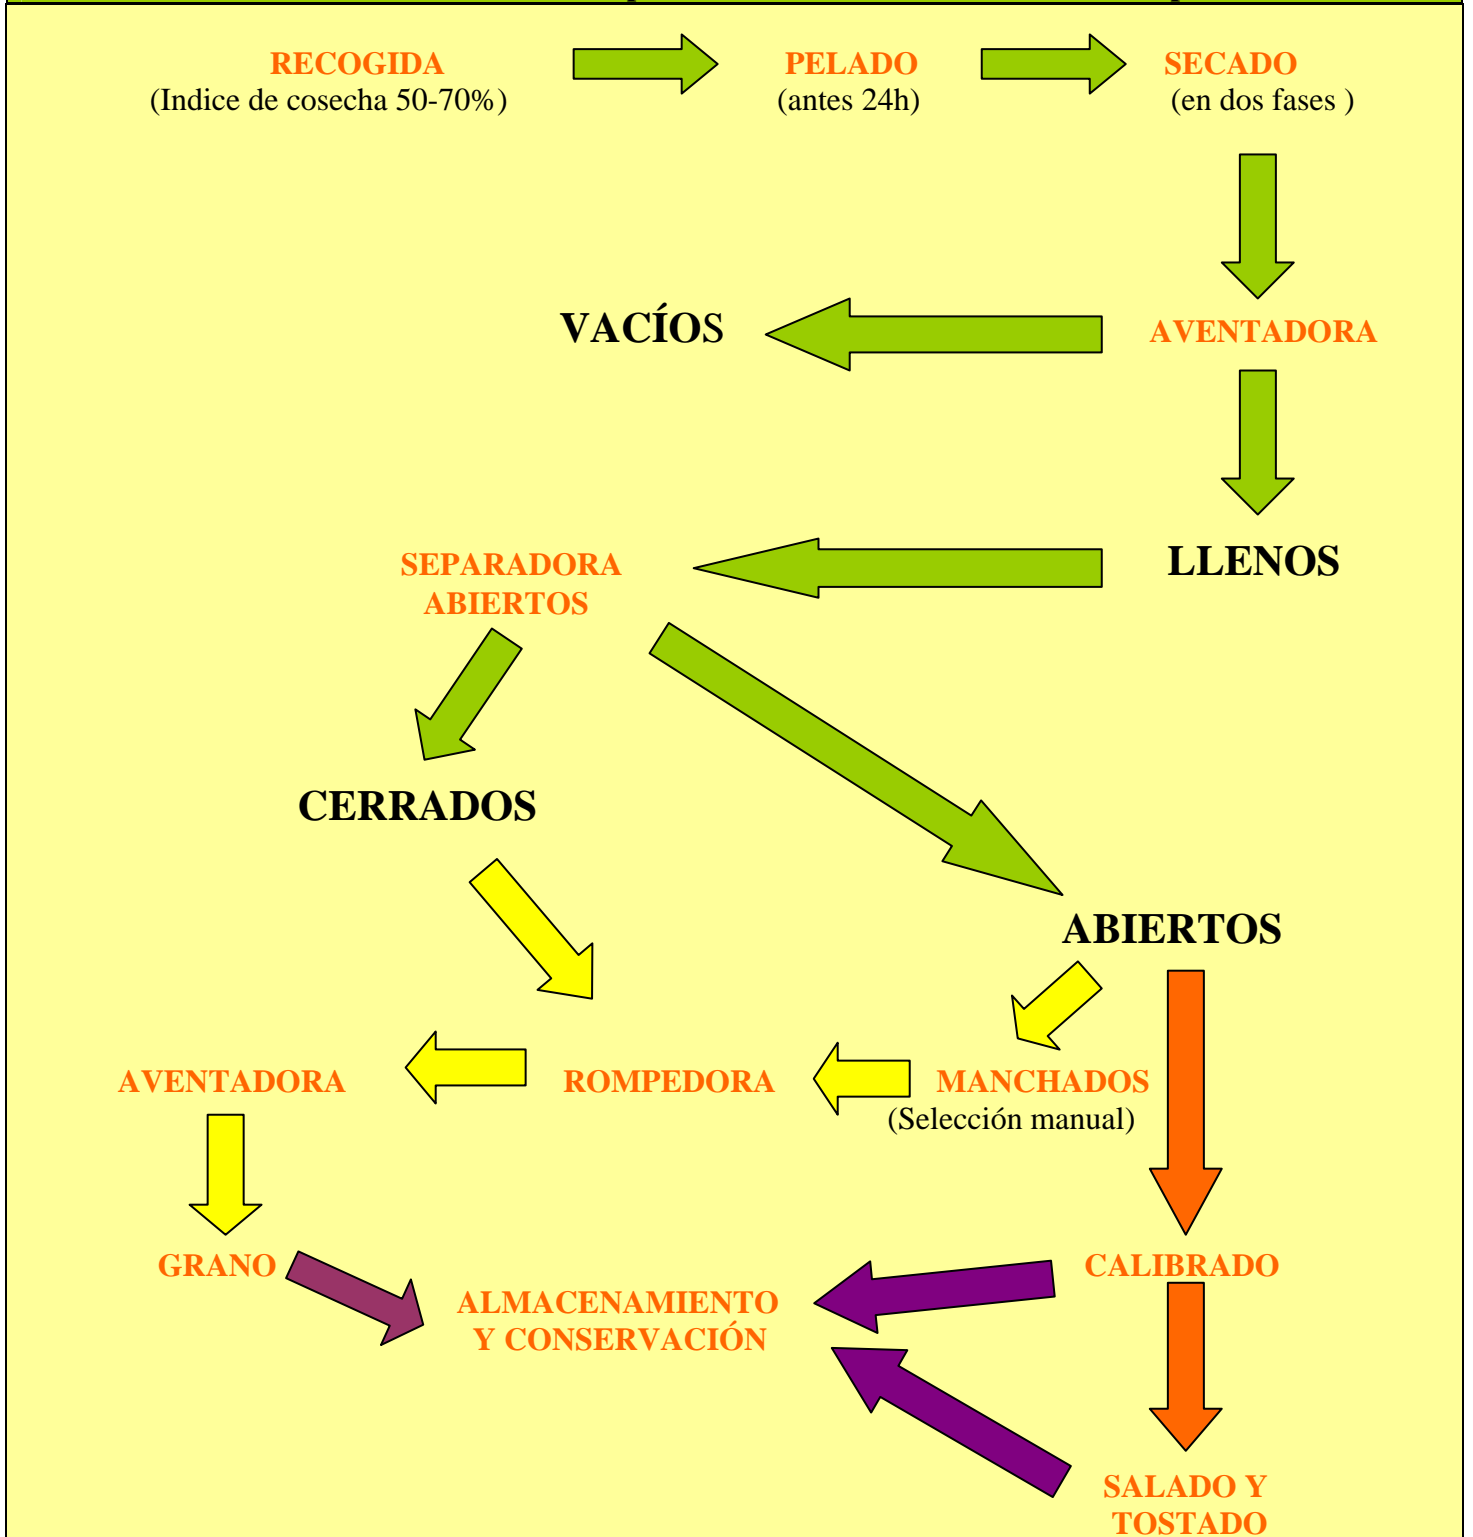 RECOGIDA
(Indice de cosecha 50-70%)
PELADO
(antes 24h)
SECADO
(en dos fases )
VACÍOS
AVENTADORA
SEPARADORA
ABIERTOS
LLENOS
CERRADOS
ABIERTOS
AVENTADORA
ROMPEDORA
MANCHADOS
(Selección manual)
GRANO
ALMACENAMIENTO
Y CONSERVACIÓN
CALIBRADO
SALADO Y
TOSTADO